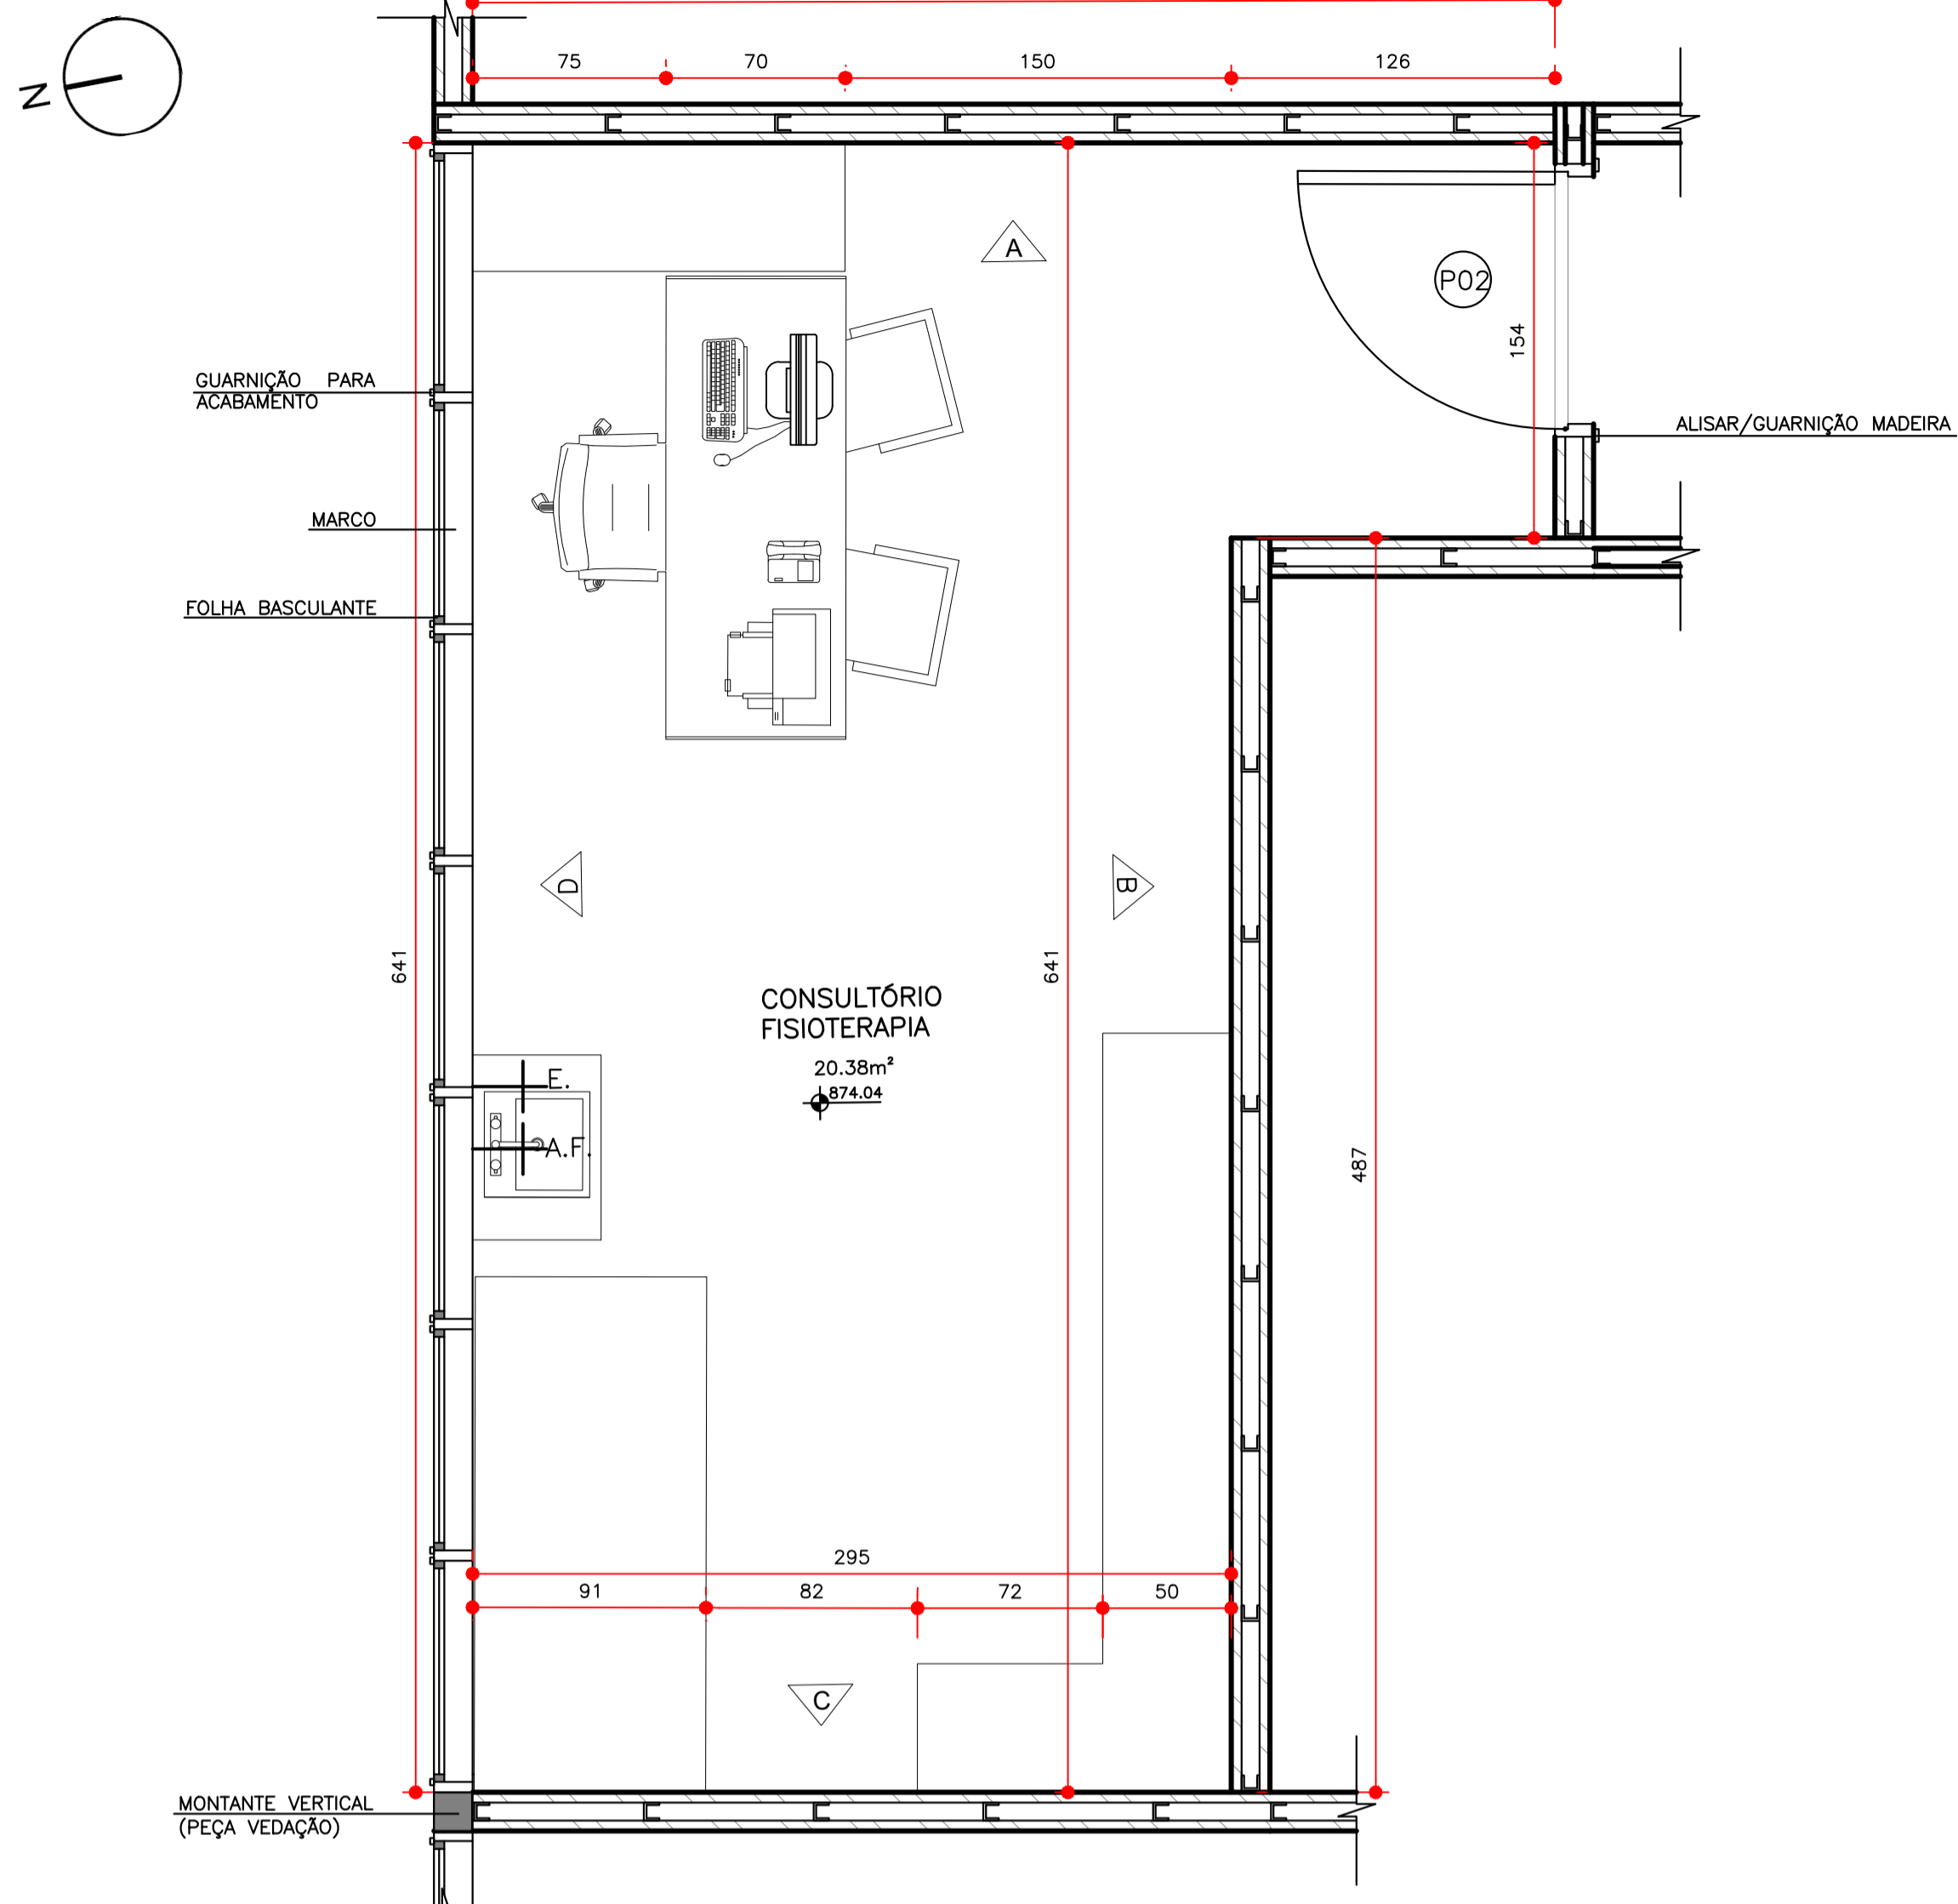 75
70
150
126
N
A
P02
154
GUARNIÇÃO PARA
ACABAMENTO
ALISAR/GUARNIÇÃO MADEIRA
MARCO
FOLHA BASCULANTE
D
B
641
641
CONSULTÓRIO
FISIOTERAPIA
20.38m²
874.04
E.
A.F.
487
295
91
82
72
50
C
MONTANTE VERTICAL
(PEÇA VEDAÇÃO)